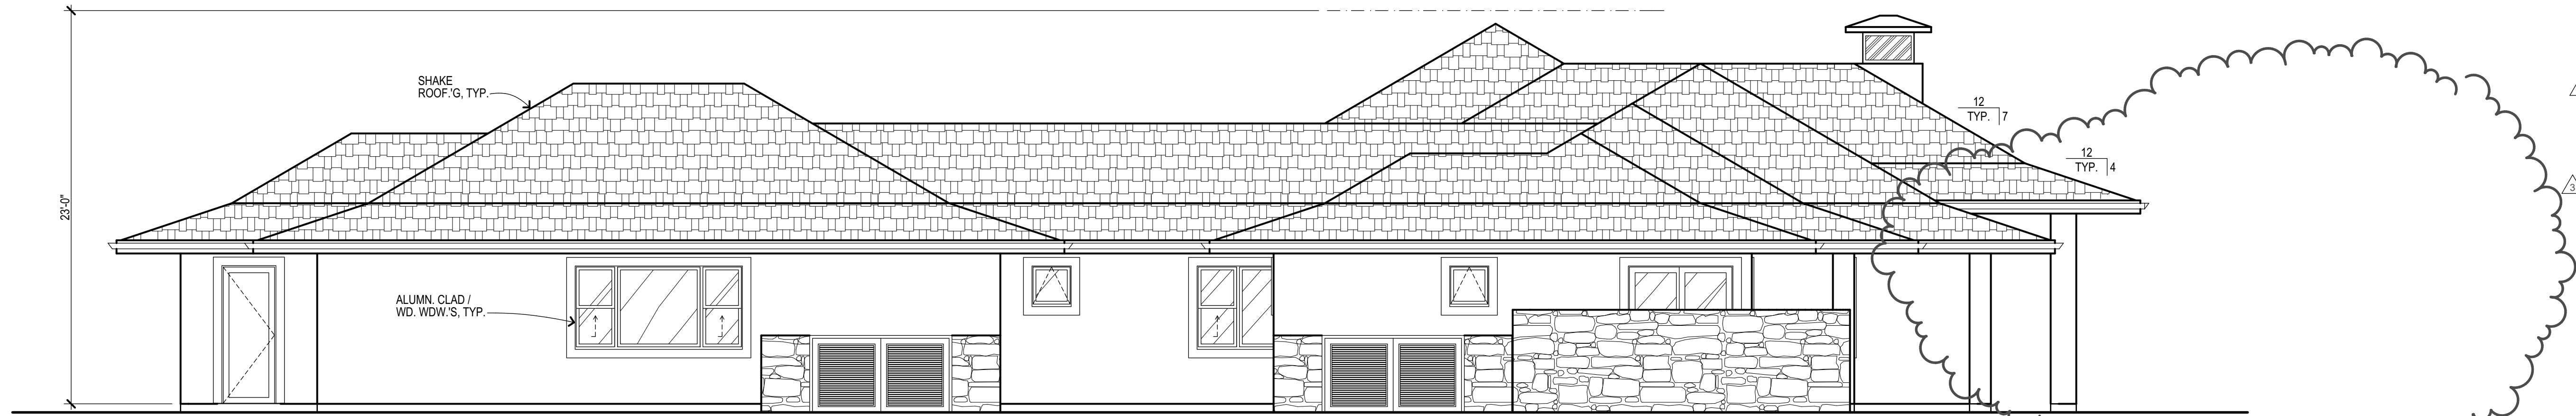 SHAKE
ROOF.'G, TYP.
12
TYP. 7
12
TYP. 4
3
23'-0"
ALUMN. CLAD /
WD. WDW.'S, TYP.